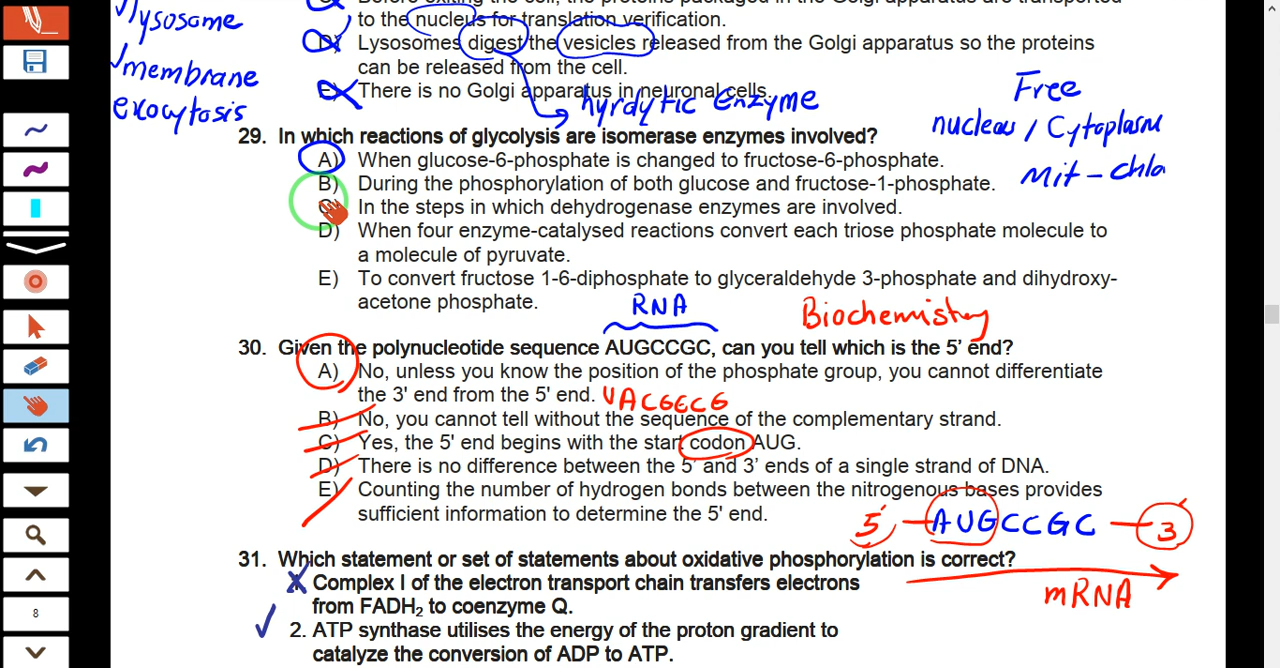 ✓lysosome
✓membrane
exocytosis
to the nucleus for translation verification.
D) Lysosomes digest the vesicles released from the Golgi apparatus so the proteins
can be released from the cell.
E) There is no Golgi apparatus in neuronal cells.
hyrdytic Enzyme
Free
nucleus / Cytoplasm
Mit - Chlo
29. In which reactions of glycolysis are isomerase enzymes involved?
A) When glucose-6-phosphate is changed to fructose-6-phosphate.
B) During the phosphorylation of both glucose and fructose-1-phosphate.
C) In the steps in which dehydrogenase enzymes are involved.
D) When four enzyme-catalysed reactions convert each triose phosphate molecule to
a molecule of pyruvate.
E) To convert fructose 1-6-diphosphate to glyceraldehyde 3-phosphate and dihydroxy-
acetone phosphate.
RNA
Biochemistry
30. Given the polynucleotide sequence AUGCCGC, can you tell which is the 5' end?
A) No, unless you know the position of the phosphate group, you cannot differentiate
the 3' end from the 5' end.
B) No, you cannot tell without the sequence of the complementary strand.
C) Yes, the 5' end begins with the start codon AUG.
D) There is no difference between the 5' and 3' ends of a single strand of DNA.
E) Counting the number of hydrogen bonds between the nitrogenous bases provides
sufficient information to determine the 5' end.
5' AUGCCGC 3'
mRNA
31. Which statement or set of statements about oxidative phosphorylation is correct?
Complex I of the electron transport chain transfers electrons
from FADH₂ to coenzyme Q.
✓ 2. ATP synthase utilises the energy of the proton gradient to
catalyze the conversion of ADP to ATP.
8